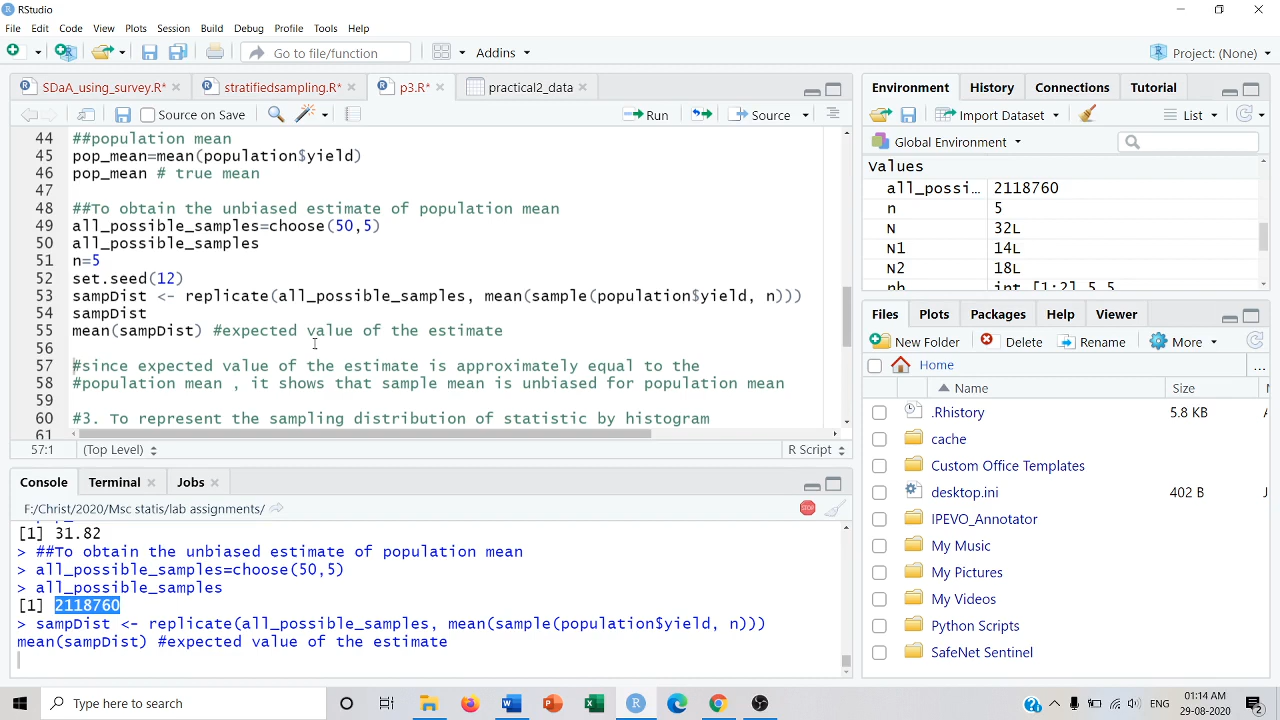 RStudio
File Edit Code View Plots Session Build Debug Profile Tools Help
Go to file/function
Addins
Project: (None)
SDaA_using_survey.R*
stratifiedsampling.R*
p3.R*
practical2_data
Source on Save
Run
Source
44 ##population mean
45 pop_mean=mean(population$yield)
46 pop_mean # true mean
47
48 ##To obtain the unbiased estimate of population mean
49 all_possible_samples=choose(50,5)
50 all_possible_samples
51 n=5
52 set.seed(12)
53 sampDist <- replicate(all_possible_samples, mean(sample(population$yield, n)))
54 sampDist
55 mean(sampDist) #expected value of the estimate
56
57 #since expected value of the estimate is approximately equal to the
58 #population mean , it shows that sample mean is unbiased for population mean
59
60 #3. To represent the sampling distribution of statistic by histogram
61
57:1 (Top Level) R Script
Console Terminal Jobs
F:/Christ/2020/Msc statis/lab assignments/
[1] 31.82
> ##To obtain the unbiased estimate of population mean
> all_possible_samples=choose(50,5)
> all_possible_samples
[1] 2118760
> sampDist <- replicate(all_possible_samples, mean(sample(population$yield, n)))
mean(sampDist) #expected value of the estimate
Environment History Connections Tutorial
Import Dataset List
Global Environment
Values
all_possi… 2118760
n 5
N 32L
N1 14L
N2 18L
nh int [1:2] 5 5
Files Plots Packages Help Viewer
New Folder Delete Rename More
Home ...
Name Size
.Rhistory 5.8 KB
cache
Custom Office Templates
desktop.ini 402 B
IPEVO_Annotator
My Music
My Pictures
My Videos
Python Scripts
SafeNet Sentinel
Type here to search
ENG
01:14 AM
29-08-2020
2